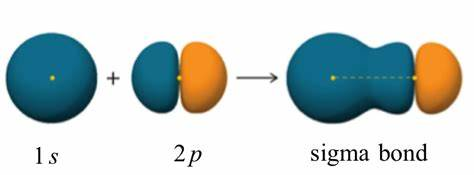 +
1s
2p
sigma bond